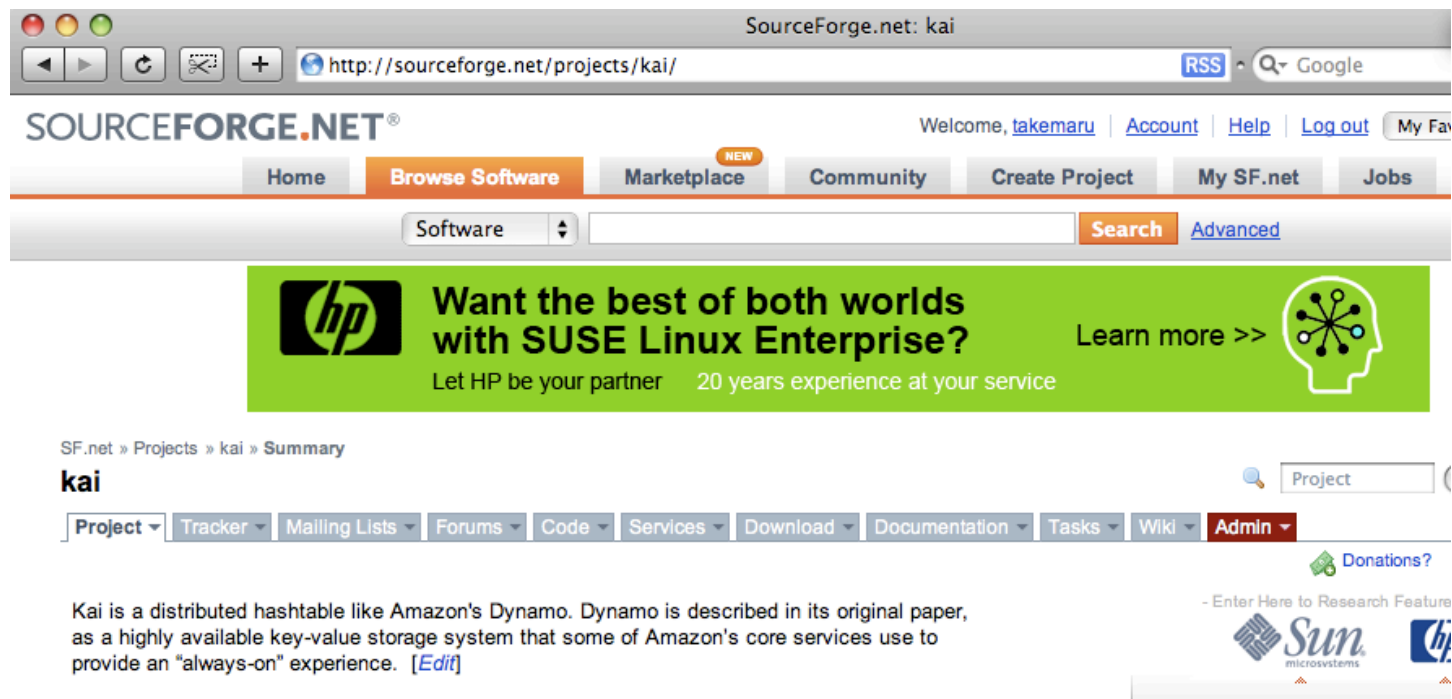 SourceForge.net: kai
http://sourceforge.net/projects/kai/ RSS Google
SOURCEFORGE.NET® Welcome, takemaru Account Help Log out My Fav
NEW
Home Browse Software Marketplace Community Create Project My SF.net Jobs
Software Search Advanced
hp
Want the best of both worlds
with SUSE Linux Enterprise?
Learn more >>
Let HP be your partner 20 years experience at your service
SF.net » Projects » kai » Summary
kai
Project
Project Tracker Mailing Lists Forums Code Services Download Documentation Tasks Wiki Admin
Donations?
Kai is a distributed hashtable like Amazon's Dynamo. Dynamo is described in its original paper,
as a highly available key-value storage system that some of Amazon's core services use to
provide an “always-on” experience. [Edit]
- Enter Here to Research Feature
Sun
microsystems